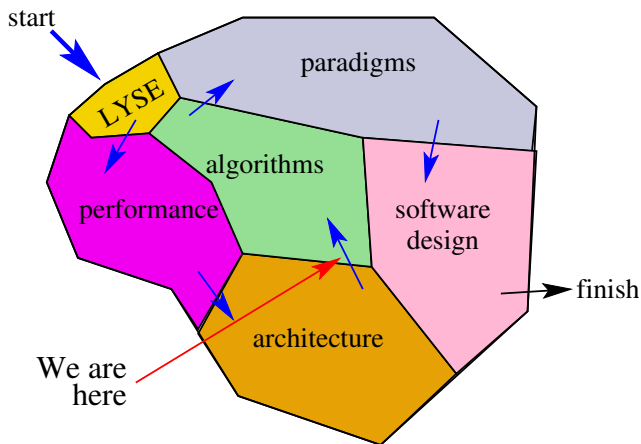 start
paradigms
LYSE
algorithms
performance
software
design
finish
architecture
We are
here